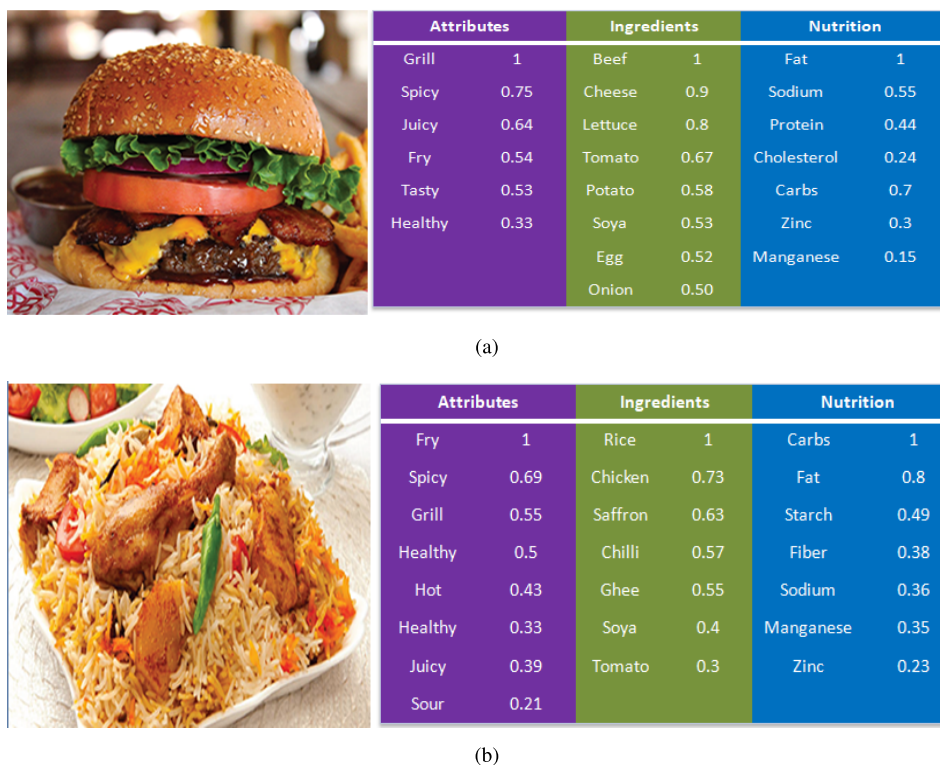 Attributes Ingredients Nutrition
Grill 1 Beef 1 Fat 1
Spicy 0.75 Cheese 0.9 Sodium 0.55
Juicy 0.64 Lettuce 0.8 Protein 0.44
Fry 0.54 Tomato 0.67 Cholesterol 0.24
Tasty 0.53 Potato 0.58 Carbs 0.7
Healthy 0.33 Soya 0.53 Zinc 0.3
Egg 0.52 Manganese 0.15
Onion 0.50
(a)
Attributes Ingredients Nutrition
Fry 1 Rice 1 Carbs 1
Spicy 0.69 Chicken 0.73 Fat 0.8
Grill 0.55 Saffron 0.63 Starch 0.49
Healthy 0.5 Chilli 0.57 Fiber 0.38
Hot 0.43 Ghee 0.55 Sodium 0.36
Healthy 0.33 Soya 0.4 Manganese 0.35
Juicy 0.39 Tomato 0.3 Zinc 0.23
Sour 0.21
(b)